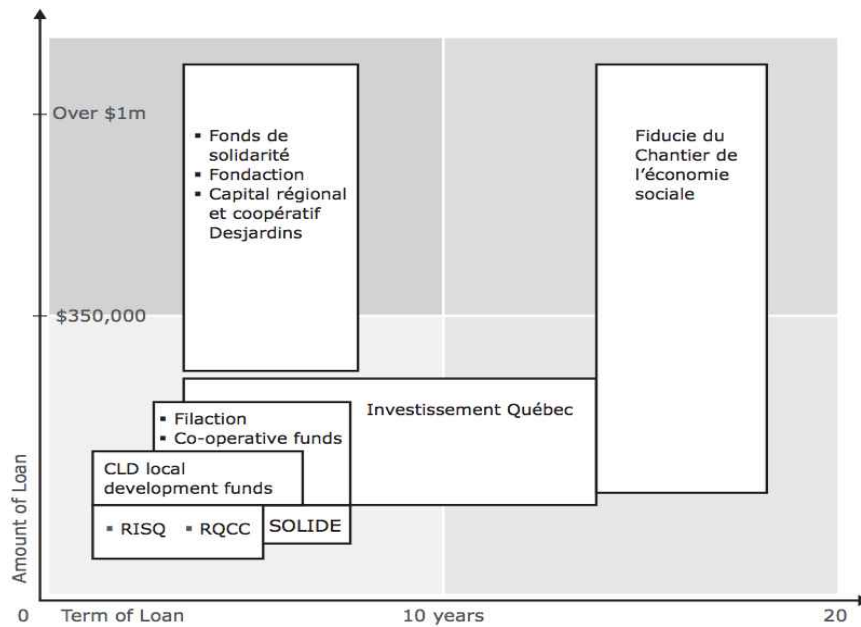 Over $1m
▪ Fonds de
solidarité
▪ Fondaction
▪ Capital régional
et coopératif
Desjardins
Fiducie du
Chantier de
l'économie
sociale
$350,000
Investissement Québec
▪ Filaction
▪ Co-operative funds
CLD local
development funds
▪ RISQ ▪ RQCC
SOLIDE
Amount of Loan
0 Term of Loan 10 years 20